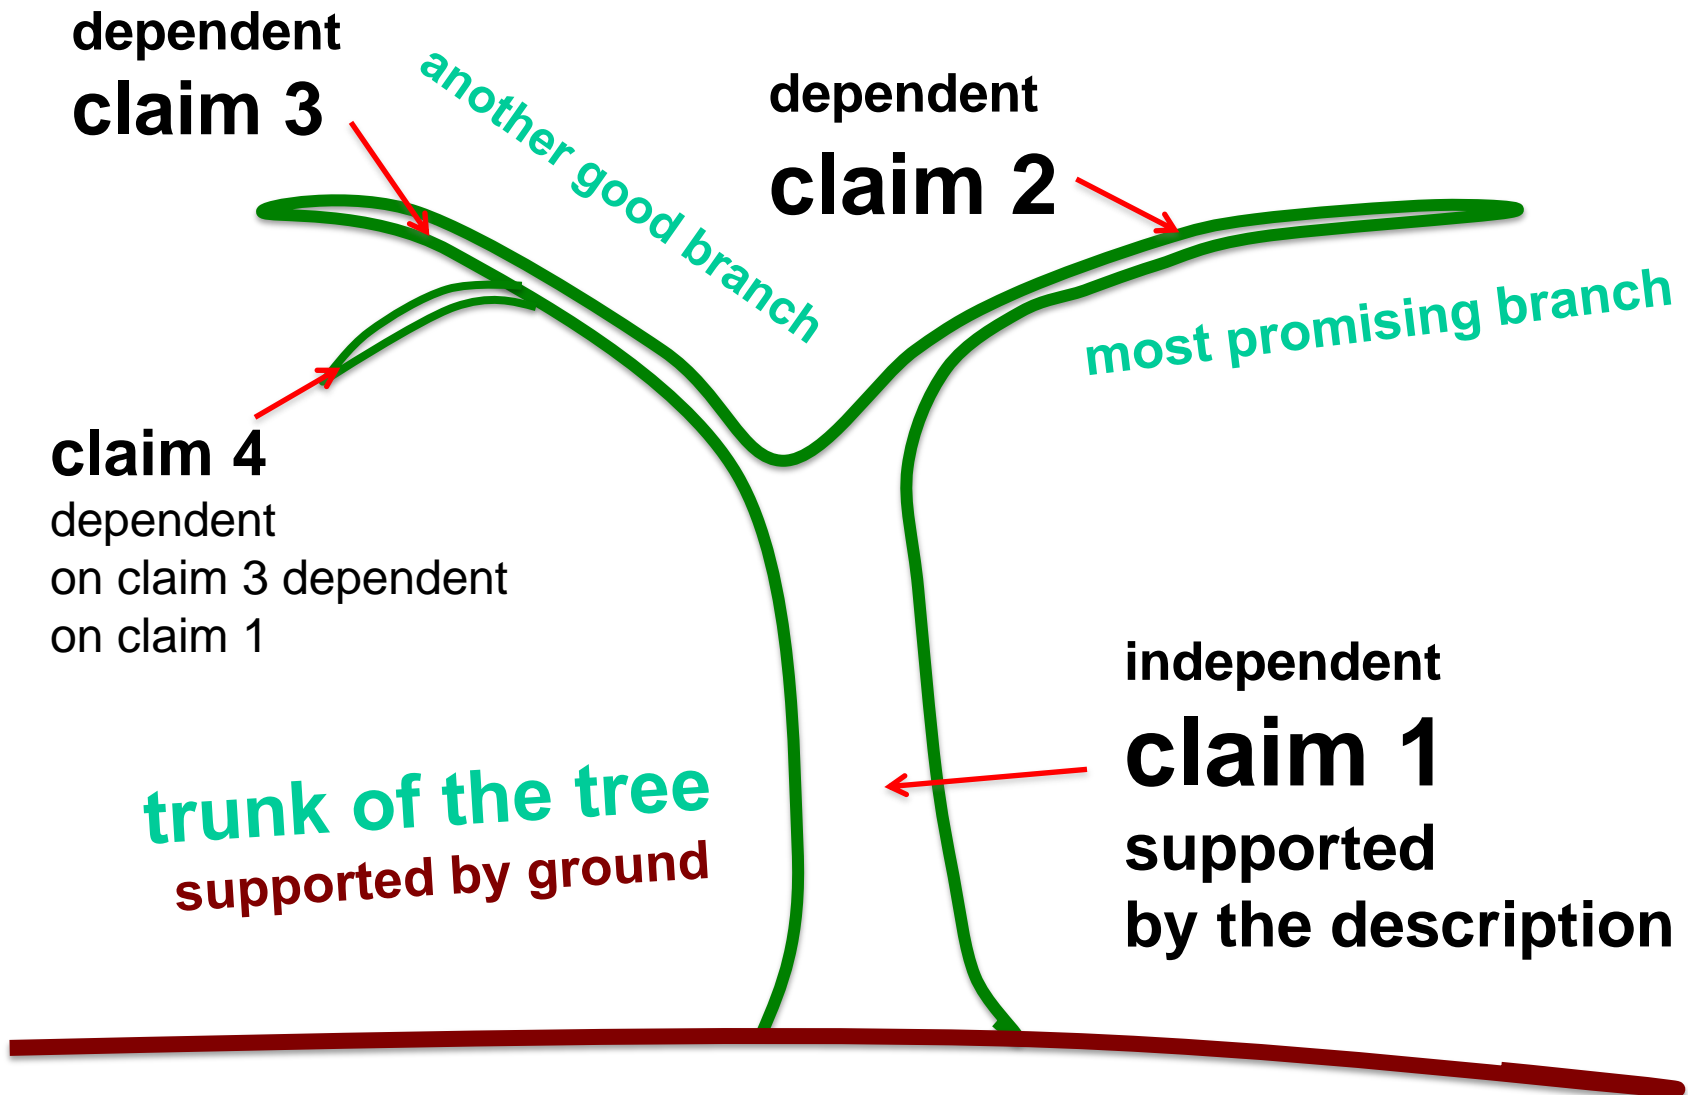 dependent
claim 3
another good branch
dependent
claim 2
most promising branch
claim 4
dependent
on claim 3 dependent
on claim 1
independent
claim 1
supported
by the description
trunk of the tree
supported by ground